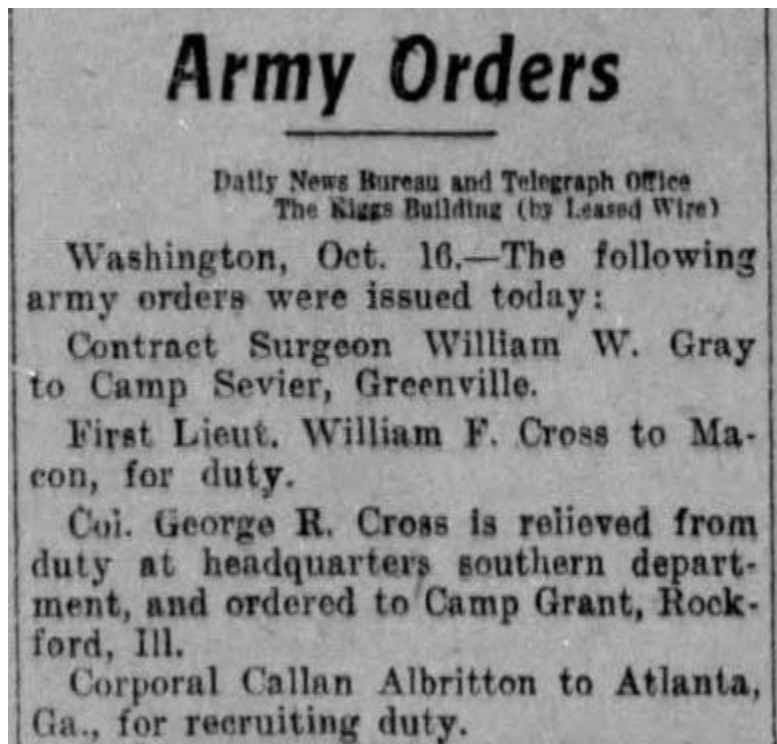 Army Orders
Daily News Bureau and Telegraph Office
The Riggs Building (by Leased Wire)
Washington, Oct. 16.—The following
army orders were issued today:
Contract Surgeon William W. Gray
to Camp Sevier, Greenville.
First Lieut. William F. Cross to Ma-
con, for duty.
Col. George R. Cross is relieved from
duty at headquarters southern depart-
ment, and ordered to Camp Grant, Rock-
ford, Ill.
Corporal Callan Albritton to Atlanta,
Ga., for recruiting duty.